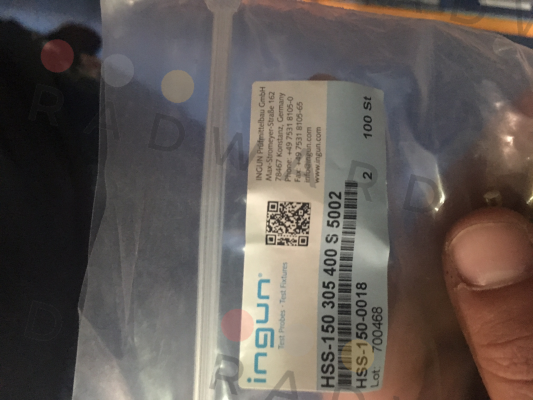 ingun®
Test Probes · Test Fixtures
INGUN Prüfmittelbau GmbH
Max-Stromeyer-Straße 162
78467 Konstanz, Germany
Phone +49 7531 8105-0
Fax +49 7531 8105-65
info@ingun.com
www.ingun.com
HSS-150 305 400 S 5002
HSS-150-0018
2
100 St
Lot: 700468